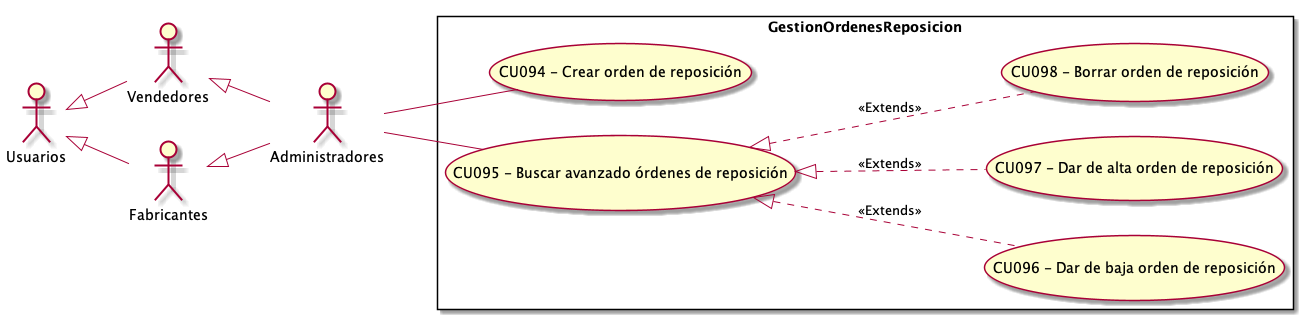 GestionOrdenesReposicion
CU094 – Crear orden de reposición
CU098 – Borrar orden de reposición
Vendedores
«Extends»
Usuarios
Administradores
CU095 – Buscar avanzado órdenes de reposición
«Extends»
CU097 – Dar de alta orden de reposición
Fabricantes
«Extends»
CU096 – Dar de baja orden de reposición